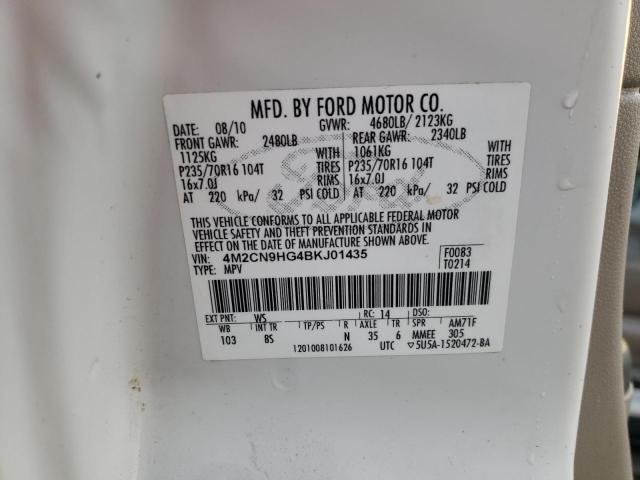 MFD. BY FORD MOTOR CO.
DATE: 08/10 GVWR: 4680LB/ 2123KG
FRONT GAWR: 2480LB REAR GAWR: 2340LB
1125KG WITH 1061KG WITH
P235/70R16 104T TIRES P235/70R16 104T TIRES
16x7.0J RIMS 16x7.0J RIMS
AT 220 kPa/ 32 PSI COLD AT 220 kPa/ 32 PSI COLD
THIS VEHICLE CONFORMS TO ALL APPLICABLE FEDERAL MOTOR
VEHICLE SAFETY AND THEFT PREVENTION STANDARDS IN
EFFECT ON THE DATE OF MANUFACTURE SHOWN ABOVE.
VIN: 4M2CN9HG4BKJ01435 F0083
TYPE: MPV T0214
EXT PNT: WS RC: 14 DSO:
WB INT TR TP/PS R AXLE TR SPR AM71F
103 8S N 35 6 MMEE 305
1201008101626 UTC 5U5A-1520472-BA